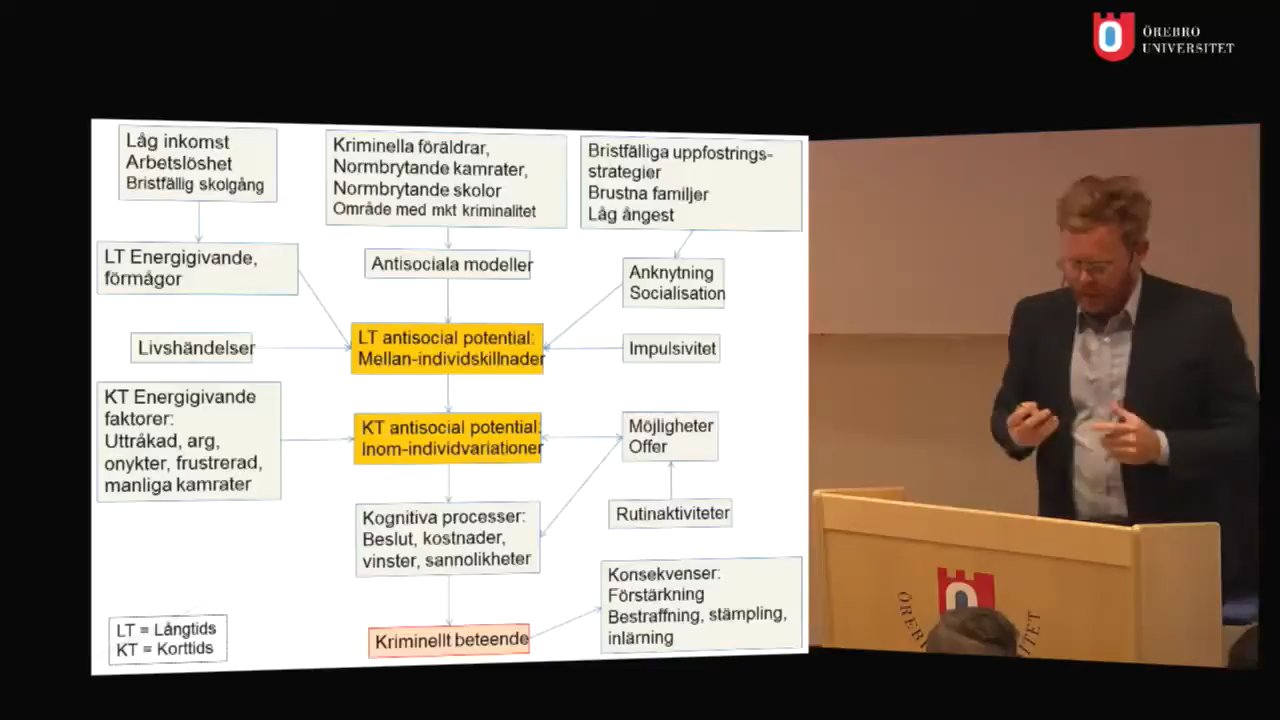 ÖREBRO
UNIVERSITET
Låg inkomst
Arbetslöshet
Bristfällig skolgång
Kriminella föräldrar,
Normbrytande kamrater,
Normbrytande skolor
Område med mkt kriminalitet
Bristfälliga uppfostrings-
strategier
Brustna familjer
Låg ångest
LT Energigivande,
förmågor
Antisociala modeller
Anknytning
Socialisation
Livshändelser
LT antisocial potential:
Mellan-individskillnader
Impulsivitet
KT Energigivande
faktorer:
Uttråkad, arg,
onykter, frustrerad,
manliga kamrater
KT antisocial potential:
Inom-individvariationer
Möjligheter
Offer
Rutinaktiviteter
Kognitiva processer:
Beslut, kostnader,
vinster, sannolikheter
Konsekvenser:
Förstärkning
Bestraffning, stämpling,
inlärning
Kriminellt beteende
LT = Långtids
KT = Korttids